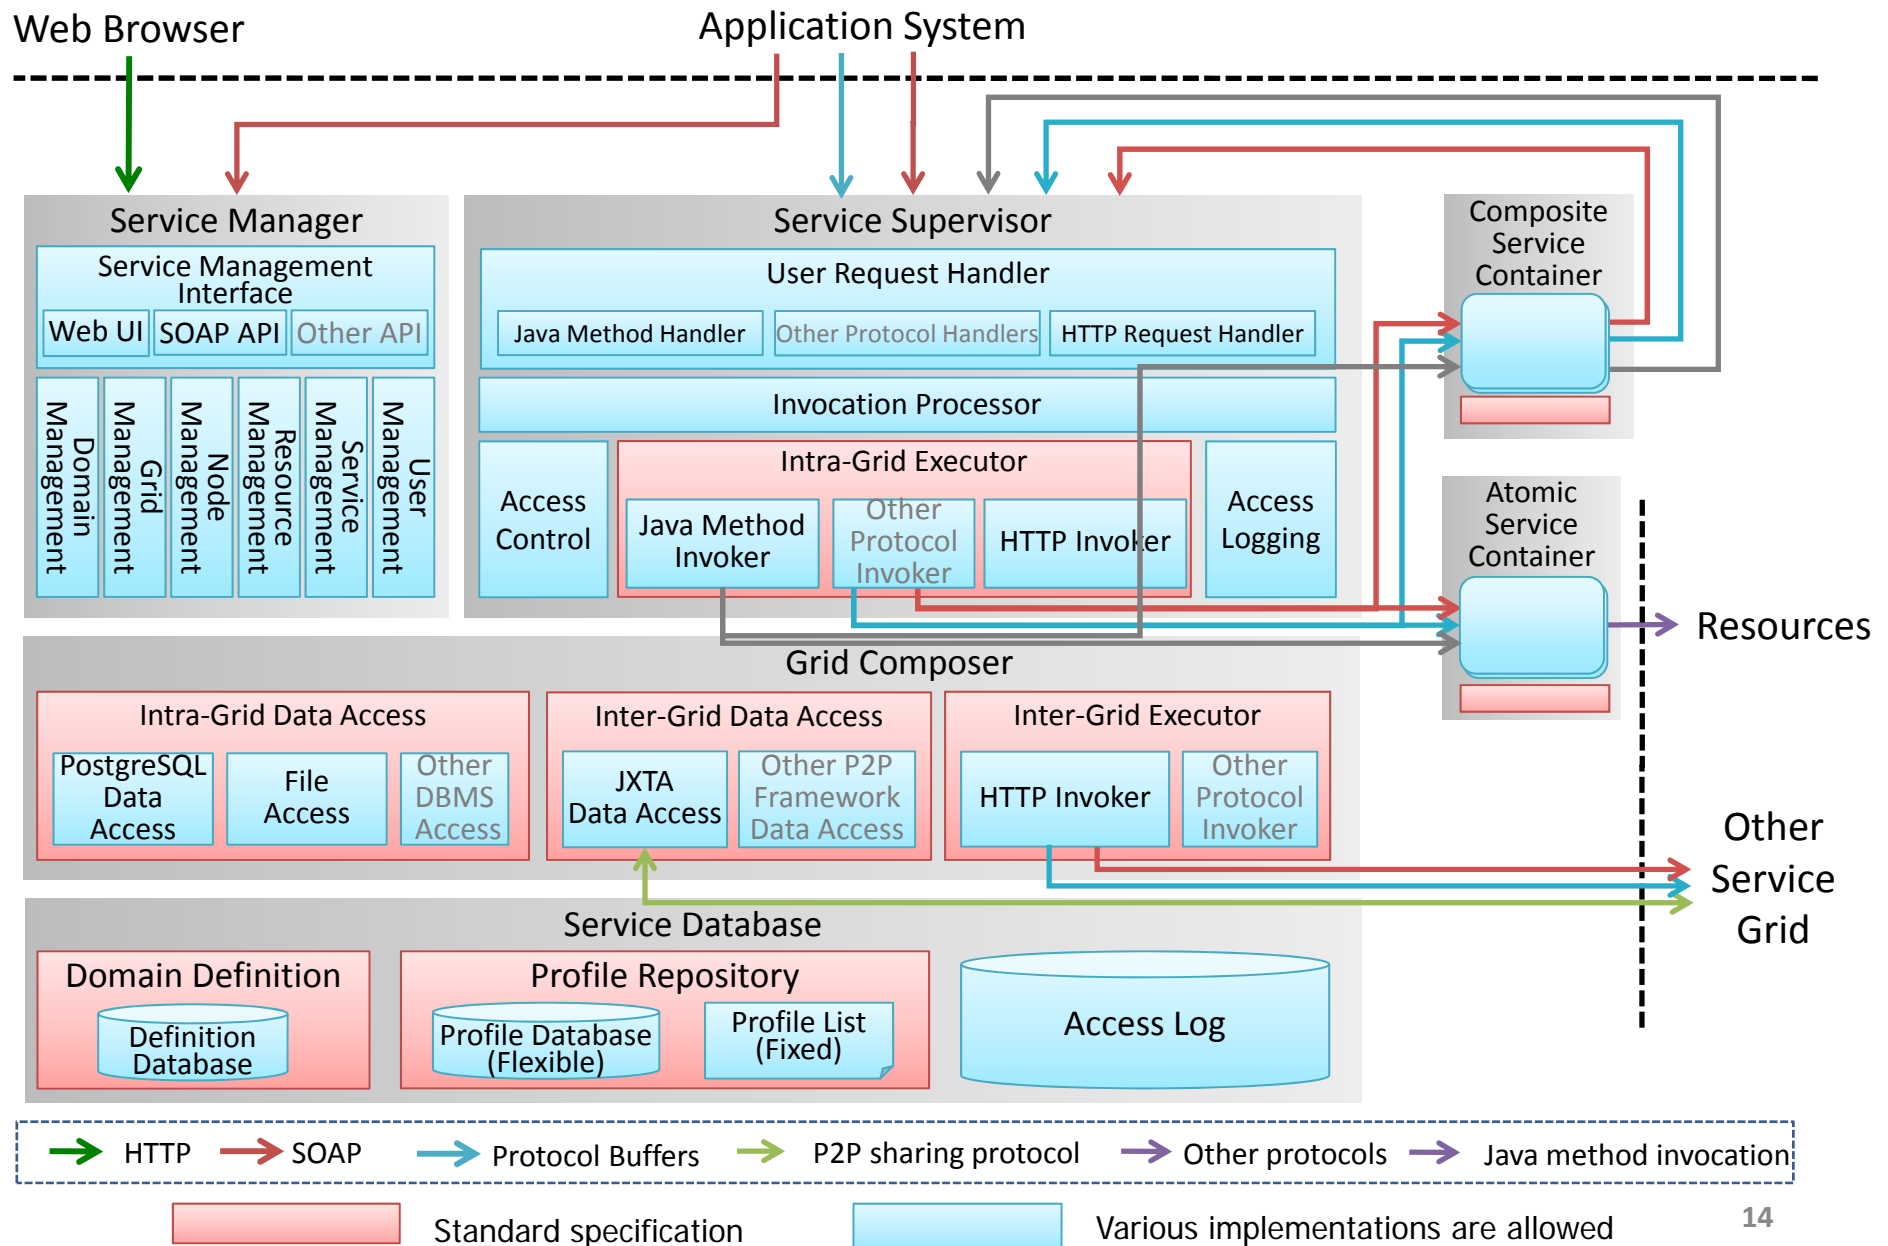 Web Browser
Application System
Service Manager
Service Management
Interface
Web UI
SOAP API
Other API
Domain
Management
Grid
Management
Node
Management
Resource
Management
Service
Management
User
Management
Service Supervisor
User Request Handler
Java Method Handler
Other Protocol Handlers
HTTP Request Handler
Invocation Processor
Access
Control
Intra-Grid Executor
Java Method
Invoker
Other
Protocol
Invoker
HTTP Invoker
Access
Logging
Composite
Service
Container
Atomic
Service
Container
Resources
Grid Composer
Intra-Grid Data Access
PostgreSQL
Data
Access
File
Access
Other
DBMS
Access
Inter-Grid Data Access
JXTA
Data Access
Other P2P
Framework
Data Access
Inter-Grid Executor
HTTP Invoker
Other
Protocol
Invoker
Other
Service
Grid
Service Database
Domain Definition
Definition
Database
Profile Repository
Profile Database
(Flexible)
Profile List
(Fixed)
Access Log
HTTP
SOAP
Protocol Buffers
P2P sharing protocol
Other protocols
Java method invocation
Standard specification
Various implementations are allowed
14